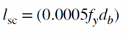 l_sc = (0.0005f_y d_b)